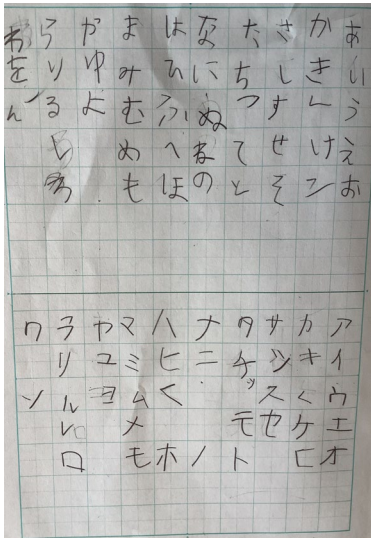 あいうえお
かきくけこ
さしすせそ
たちつてと
なにぬねの
はひふへほ
まみむめも
やゆよ
らりるれろ
わをん
アイウエオ
カキくケコ
サシスセ
タチッテト
ナニノ
ハヒくホ
マミムメモ
ヤユヨ
ラリルレロ
ワソ